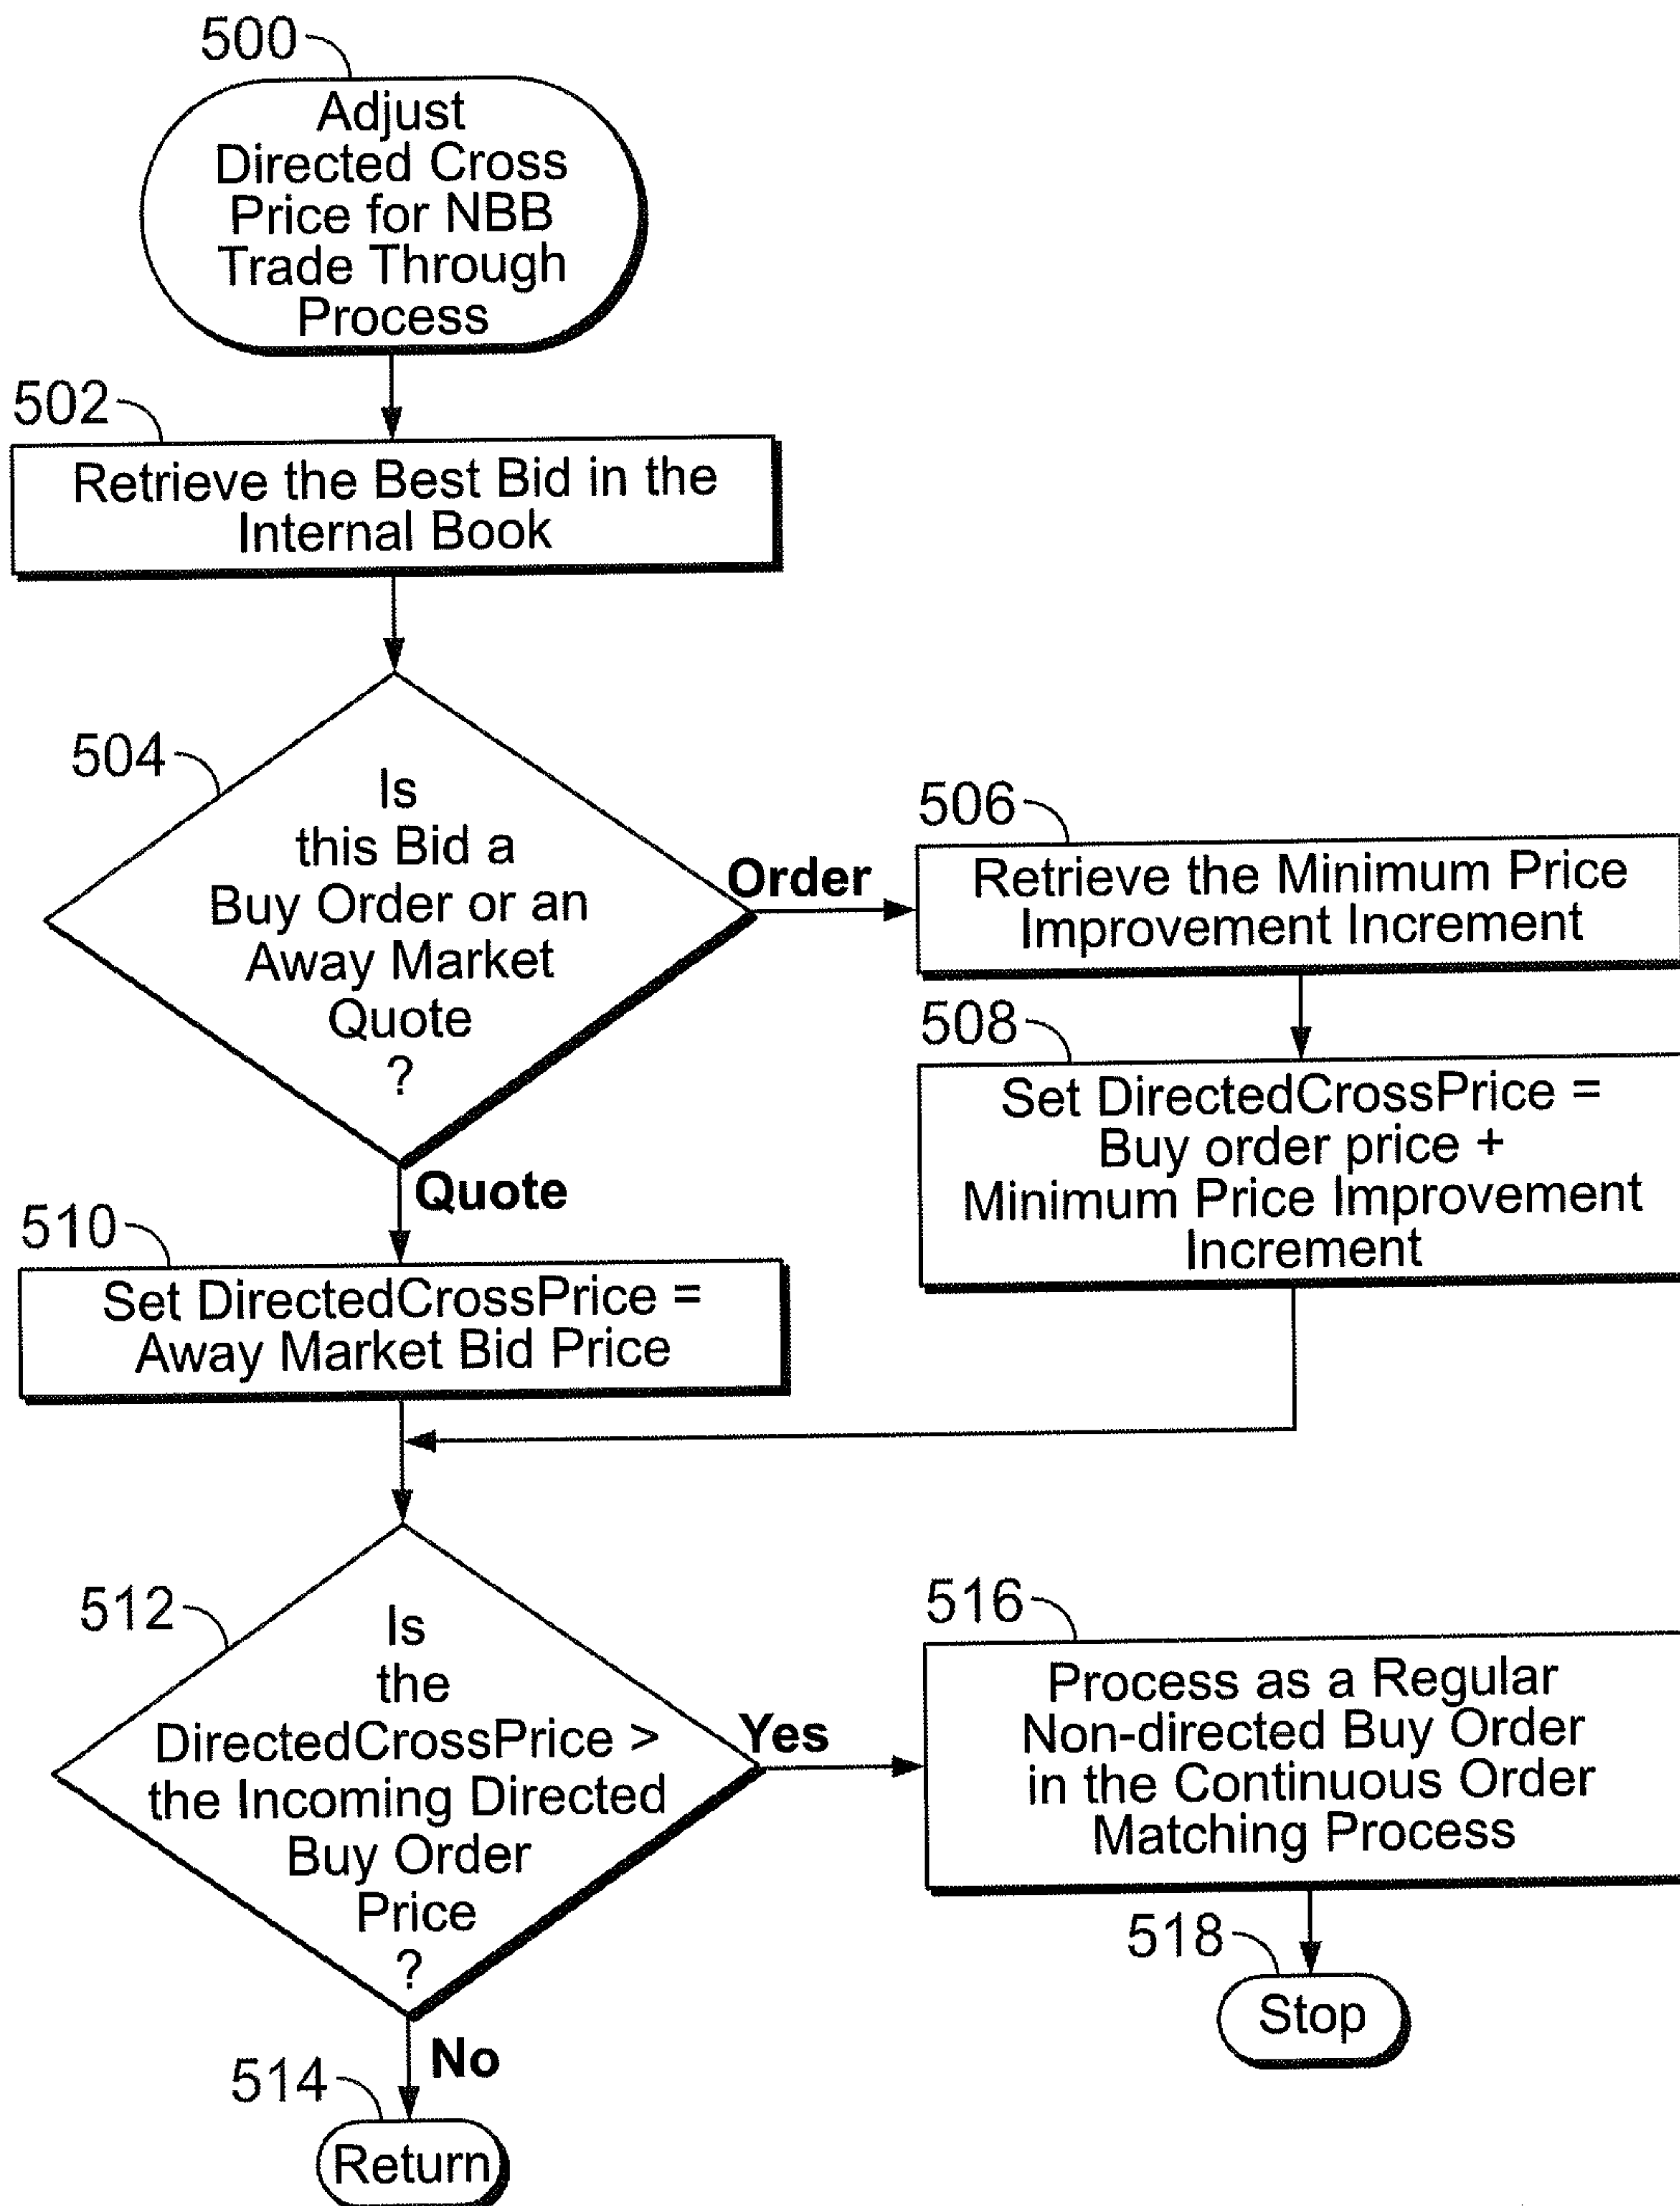 500
Adjust
Directed Cross
Price for NBB
Trade Through
Process
502
Retrieve the Best Bid in the
Internal Book
504
Is
this Bid a
Buy Order or an
Away Market
Quote
?
Order
506
Retrieve the Minimum Price
Improvement Increment
508
Set DirectedCrossPrice =
Buy order price +
Minimum Price Improvement
Increment
Quote
510
Set DirectedCrossPrice =
Away Market Bid Price
512
Is
the
DirectedCrossPrice >
the Incoming Directed
Buy Order
Price
?
Yes
516
Process as a Regular
Non-directed Buy Order
in the Continuous Order
Matching Process
518
Stop
No
514
Return